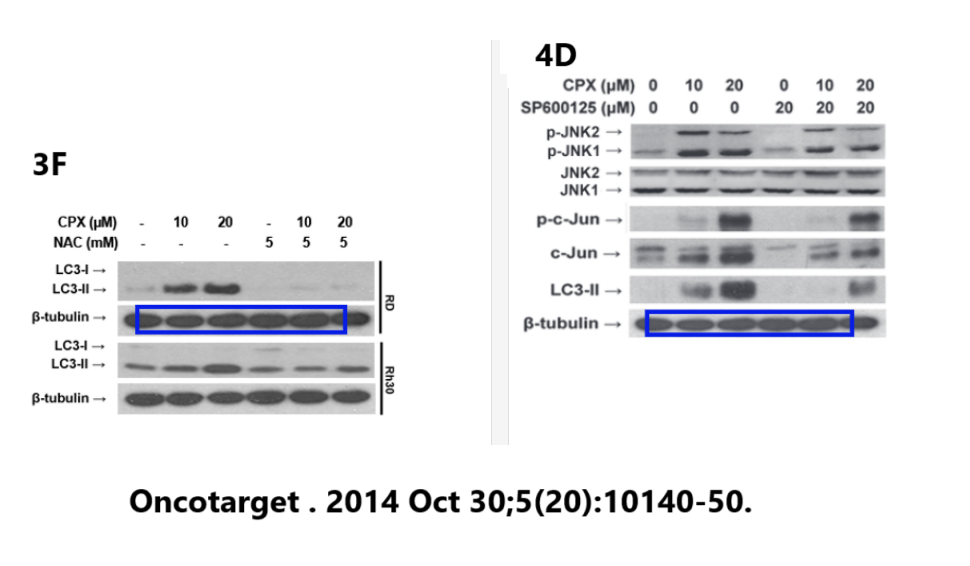 3F
CPX (µM) - 10 20 - 10 20
NAC (mM) - - - 5 5 5
LC3-I →
LC3-II →
β-tubulin →
RD
LC3-I →
LC3-II →
β-tubulin →
Rh30
4D
CPX (µM) 0 10 20 0 10 20
SP600125 (µM) 0 0 0 20 20 20
p-JNK2 →
p-JNK1 →
JNK2 →
JNK1 →
p-c-Jun →
c-Jun →
LC3-II →
β-tubulin →
Oncotarget . 2014 Oct 30;5(20):10140-50.